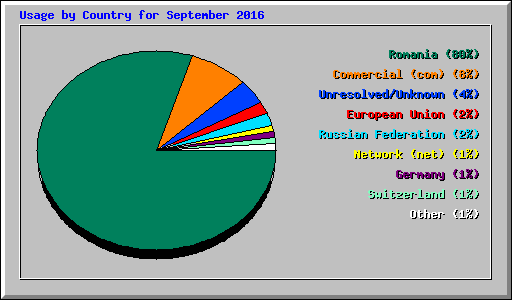 Usage by Country for September 2016
Romania (80%)
Commercial (com) (8%)
Unresolved/Unknown (4%)
European Union (2%)
Russian Federation (2%)
Network (net) (1%)
Germany (1%)
Switzerland (1%)
Other (1%)